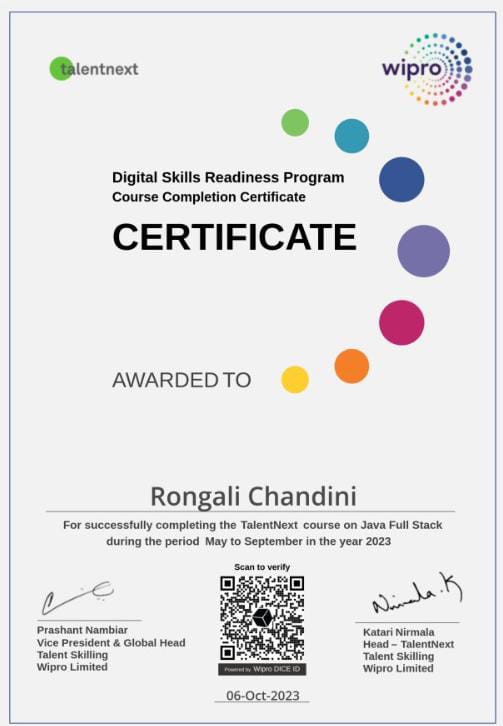 talentnext
wipro
Digital Skills Readiness Program
Course Completion Certificate
CERTIFICATE
AWARDED TO
Rongali Chandini
For successfully completing the TalentNext course on Java Full Stack
during the period May to September in the year 2023
Scan to verify
Prashant Nambiar
Vice President & Global Head
Talent Skilling
Wipro Limited
Powered by Wipro DICE ID
06-Oct-2023
Nirmala.K
Katari Nirmala
Head – TalentNext
Talent Skilling
Wipro Limited